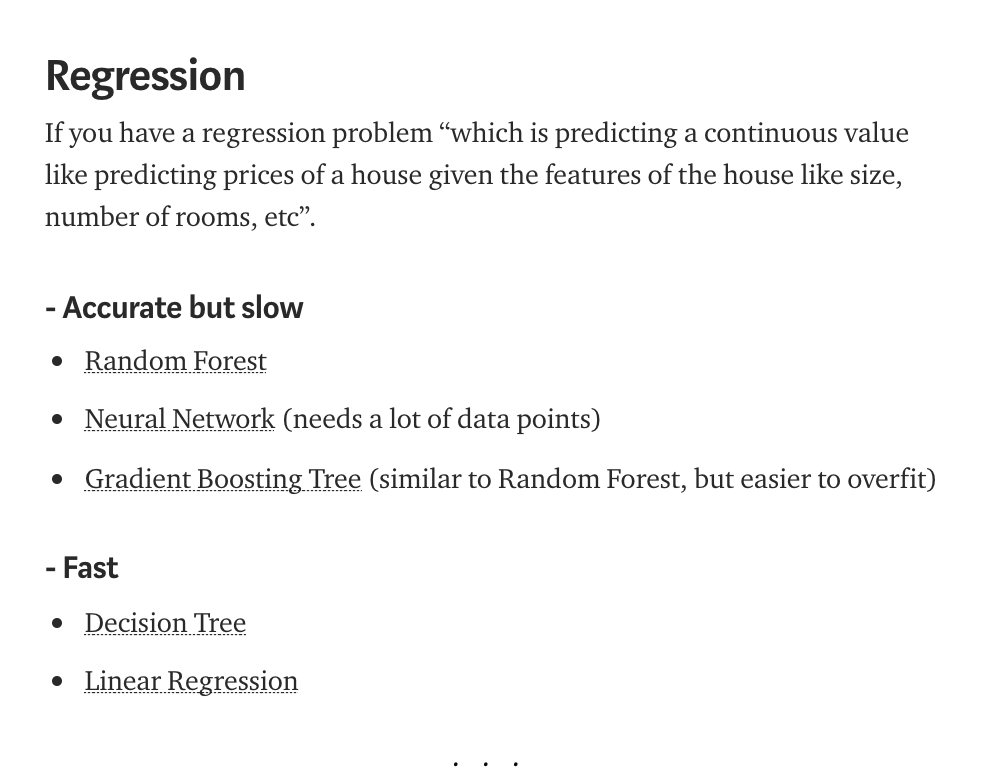 Regression
If you have a regression problem “which is predicting a continuous value
like predicting prices of a house given the features of the house like size,
number of rooms, etc”.
- Accurate but slow
• Random Forest
• Neural Network (needs a lot of data points)
• Gradient Boosting Tree (similar to Random Forest, but easier to overfit)
- Fast
• Decision Tree
• Linear Regression
. . .